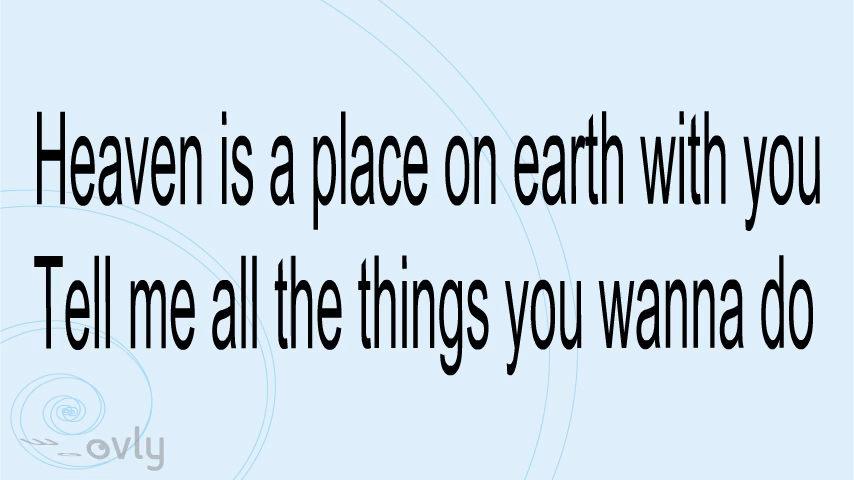 Heaven is a place on earth with you
Tell me all the things you wanna do
ovly